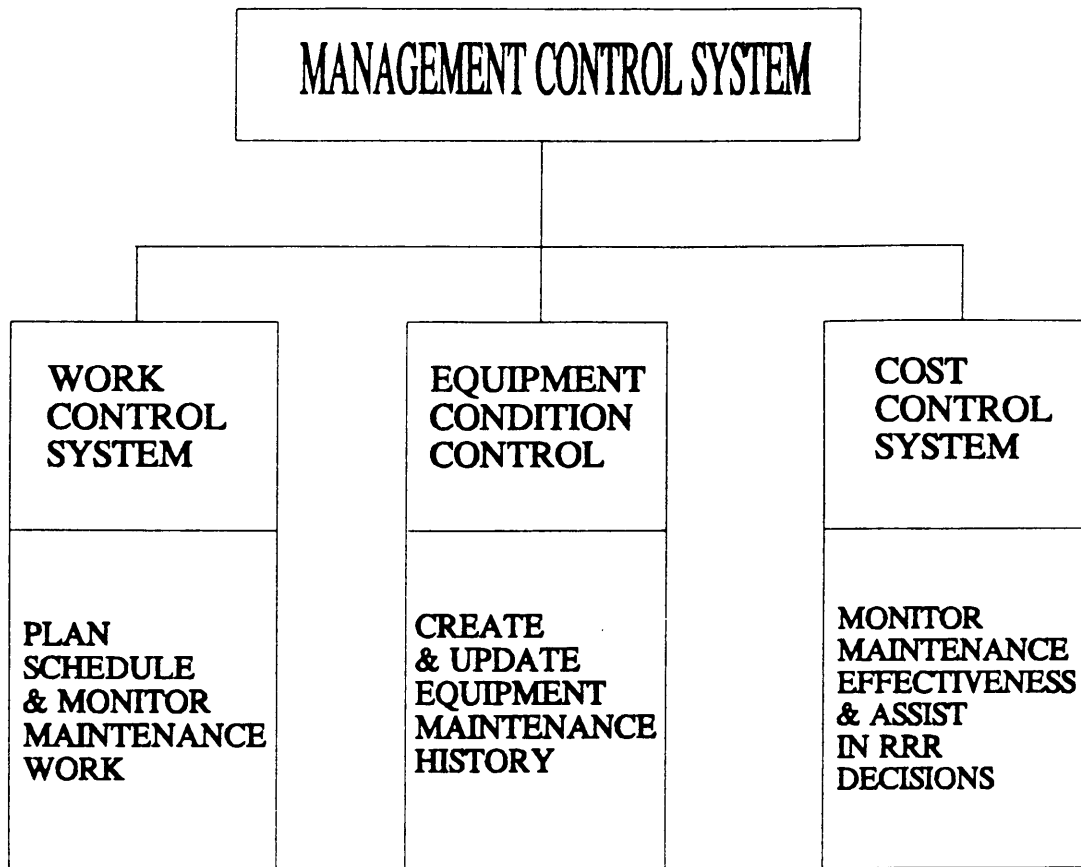 MANAGEMENT CONTROL SYSTEM
WORK
CONTROL
SYSTEM
PLAN
SCHEDULE
& MONITOR
MAINTENANCE
WORK
EQUIPMENT
CONDITION
CONTROL
CREATE
& UPDATE
EQUIPMENT
MAINTENANCE
HISTORY
COST
CONTROL
SYSTEM
MONITOR
MAINTENANCE
EFFECTIVENESS
& ASSIST
IN RRR
DECISIONS